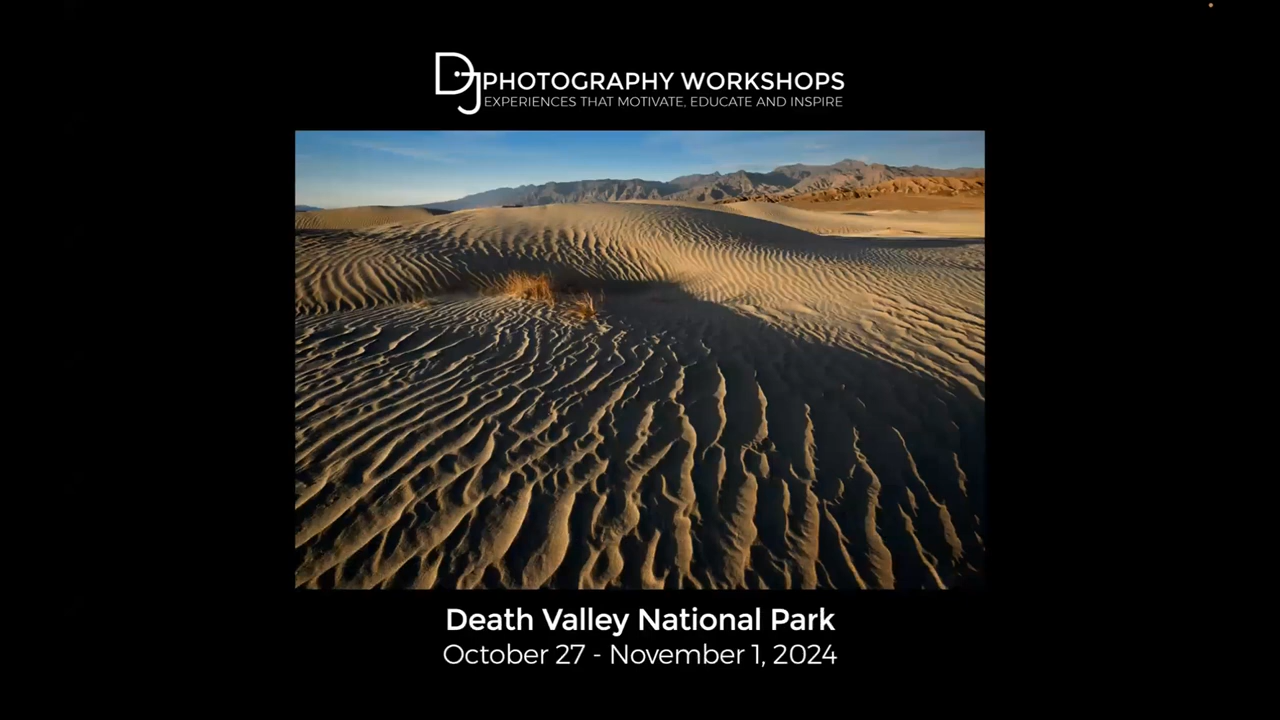 DJ PHOTOGRAPHY WORKSHOPS
EXPERIENCES THAT MOTIVATE, EDUCATE AND INSPIRE
Death Valley National Park
October 27 - November 1, 2024